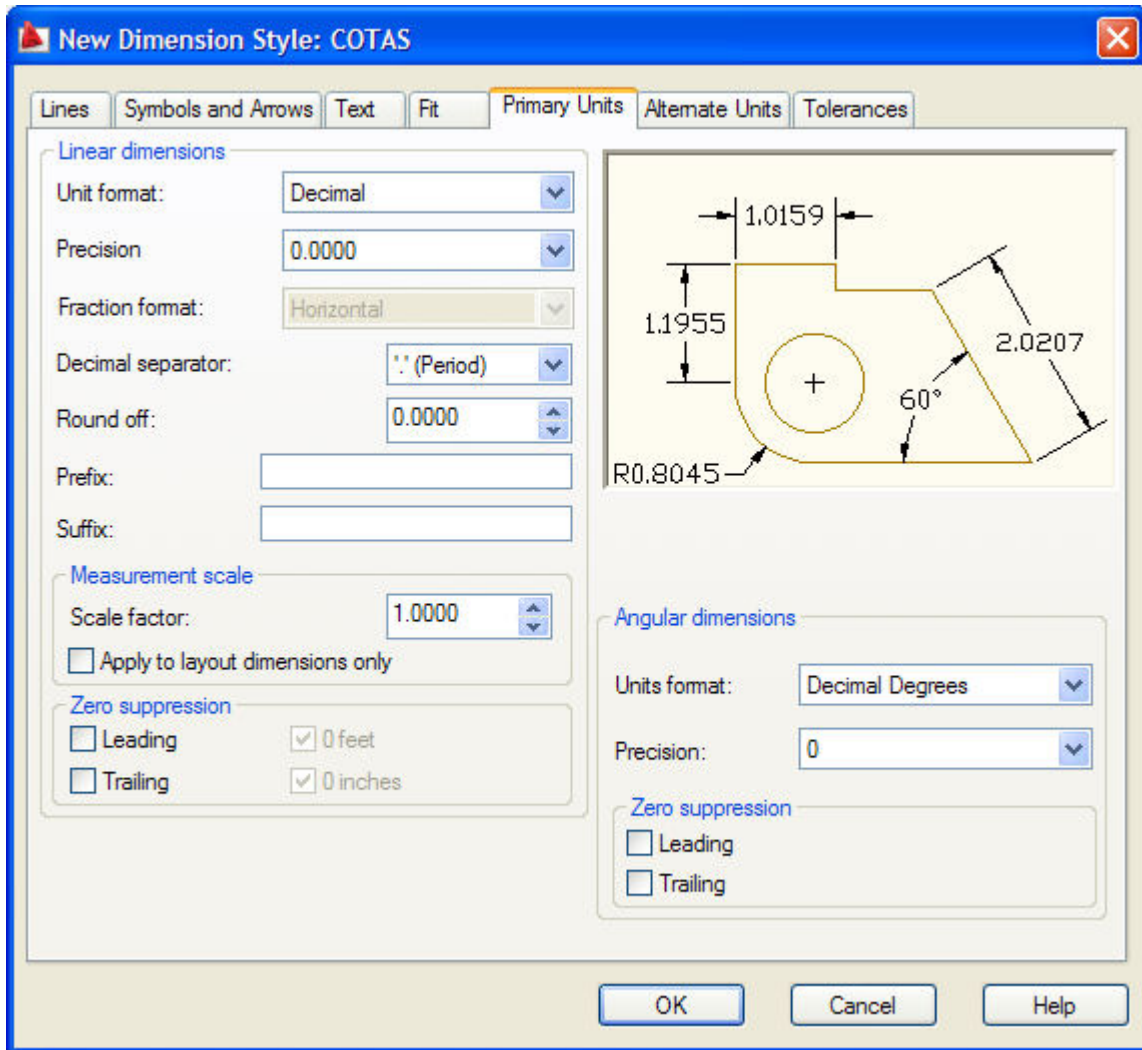 New Dimension Style: COTAS
Lines Symbols and Arrows Text Fit Primary Units Alternate Units Tolerances
Linear dimensions
Unit format: Decimal
Precision 0.0000
Fraction format: Horizontal
Decimal separator: '.' (Period)
Round off: 0.0000
Prefix:
Suffix:
Measurement scale
Scale factor: 1.0000
Apply to layout dimensions only
Zero suppression
Leading 0 feet
Trailing 0 inches
1.0159
1.1955
2.0207
60°
R0.8045
Angular dimensions
Units format: Decimal Degrees
Precision: 0
Zero suppression
Leading
Trailing
OK Cancel Help